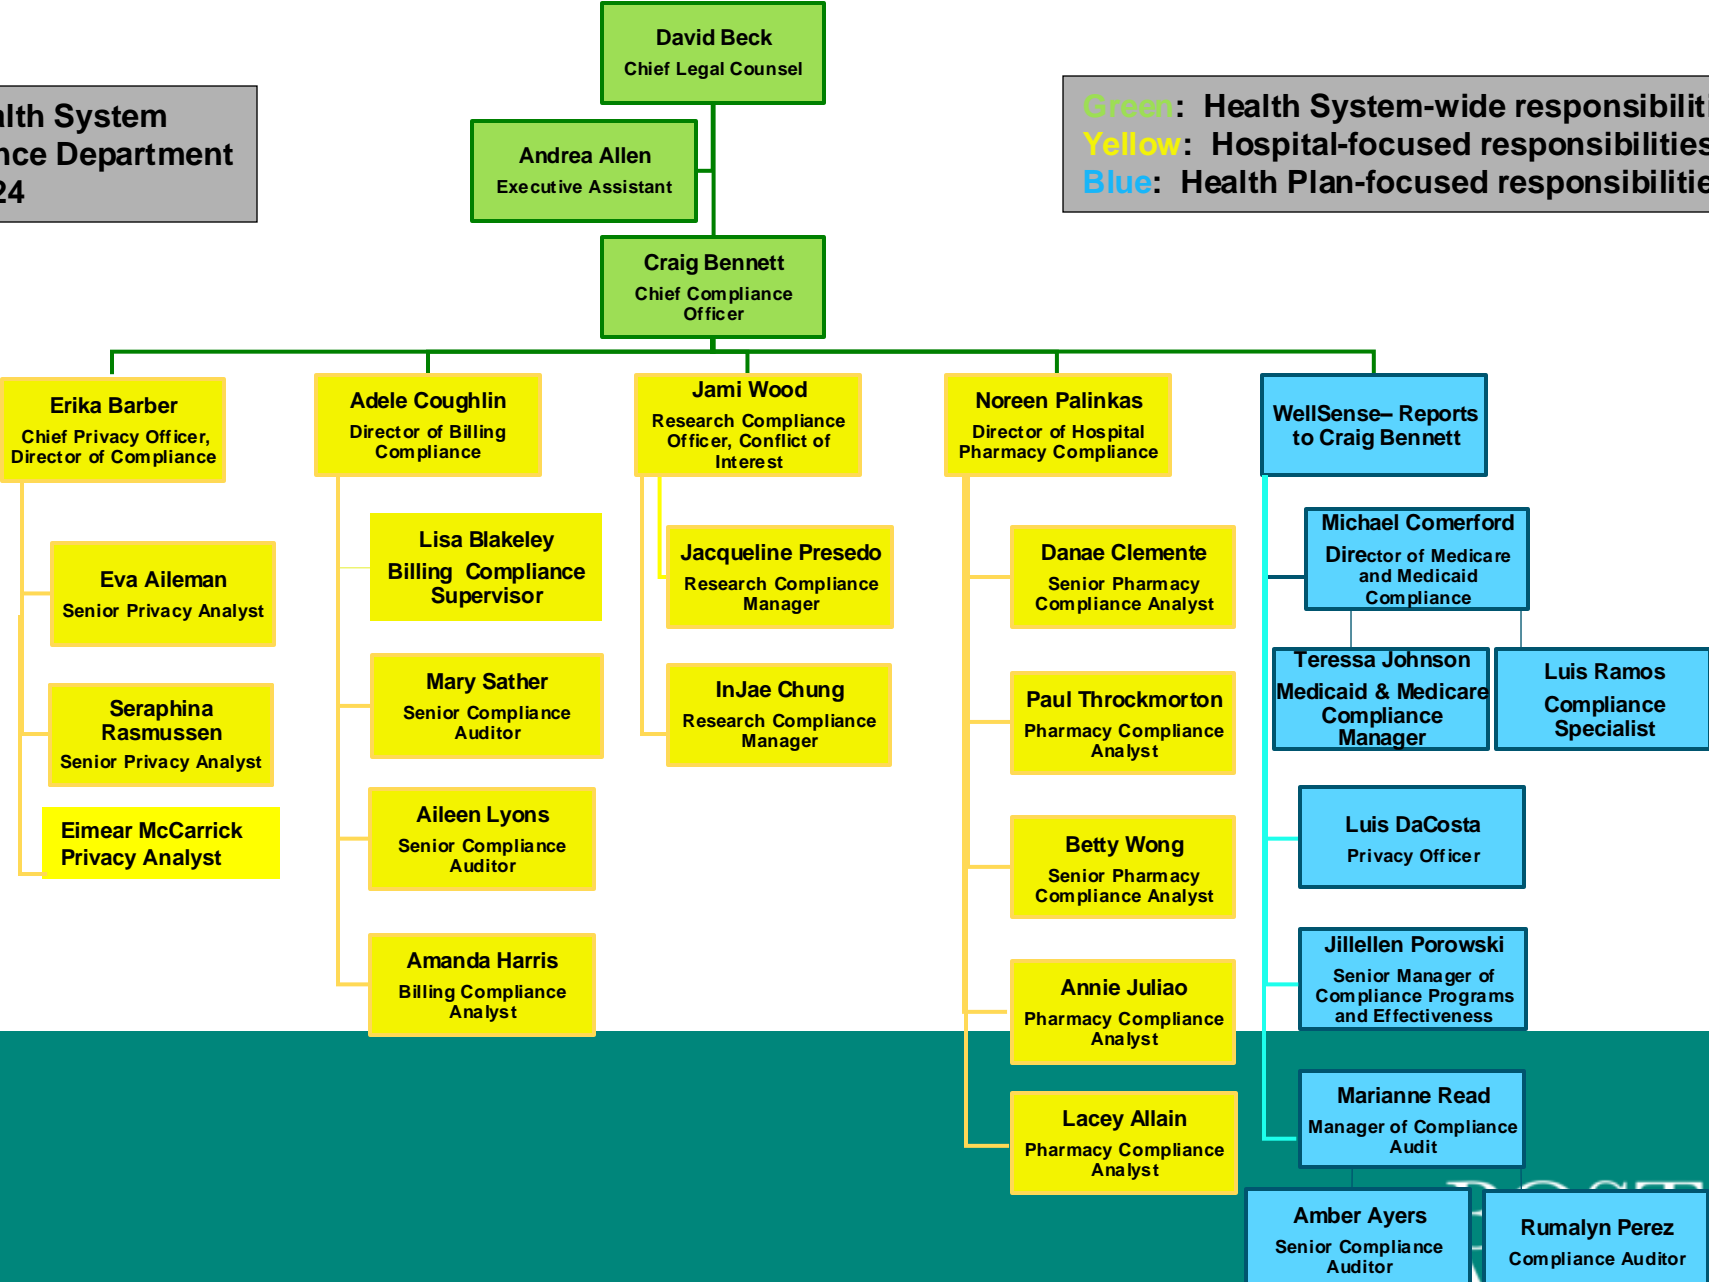 David Beck
Chief Legal Counsel
alth System
nce Department
24
Green: Health System-wide responsibiliti
Yellow: Hospital-focused responsibilities
Blue: Health Plan-focused responsibilitie
Andrea Allen
Executive Assistant
Craig Bennett
Chief Compliance
Officer
Erika Barber
Chief Privacy Officer,
Director of Compliance
Eva Aileman
Senior Privacy Analyst
Seraphina
Rasmussen
Senior Privacy Analyst
Eimear McCarrick
Privacy Analyst
Adele Coughlin
Director of Billing
Compliance
Lisa Blakeley
Billing Compliance
Supervisor
Mary Sather
Senior Compliance
Auditor
Aileen Lyons
Senior Compliance
Auditor
Amanda Harris
Billing Compliance
Analyst
Jami Wood
Research Compliance
Officer, Conflict of
Interest
Jacqueline Presedo
Research Compliance
Manager
InJae Chung
Research Compliance
Manager
Noreen Palinkas
Director of Hospital
Pharmacy Compliance
Danae Clemente
Senior Pharmacy
Compliance Analyst
Paul Throckmorton
Pharmacy Compliance
Analyst
Betty Wong
Senior Pharmacy
Compliance Analyst
Annie Juliao
Pharmacy Compliance
Analyst
Lacey Allain
Pharmacy Compliance
Analyst
WellSense– Reports
to Craig Bennett
Michael Comerford
Director of Medicare
and Medicaid
Compliance
Teressa Johnson
Medicaid & Medicare
Compliance
Manager
Luis Ramos
Compliance
Specialist
Luis DaCosta
Privacy Officer
Jillellen Porowski
Senior Manager of
Compliance Programs
and Effectiveness
Marianne Read
Manager of Compliance
Audit
Amber Ayers
Senior Compliance
Auditor
Rumalyn Perez
Compliance Auditor